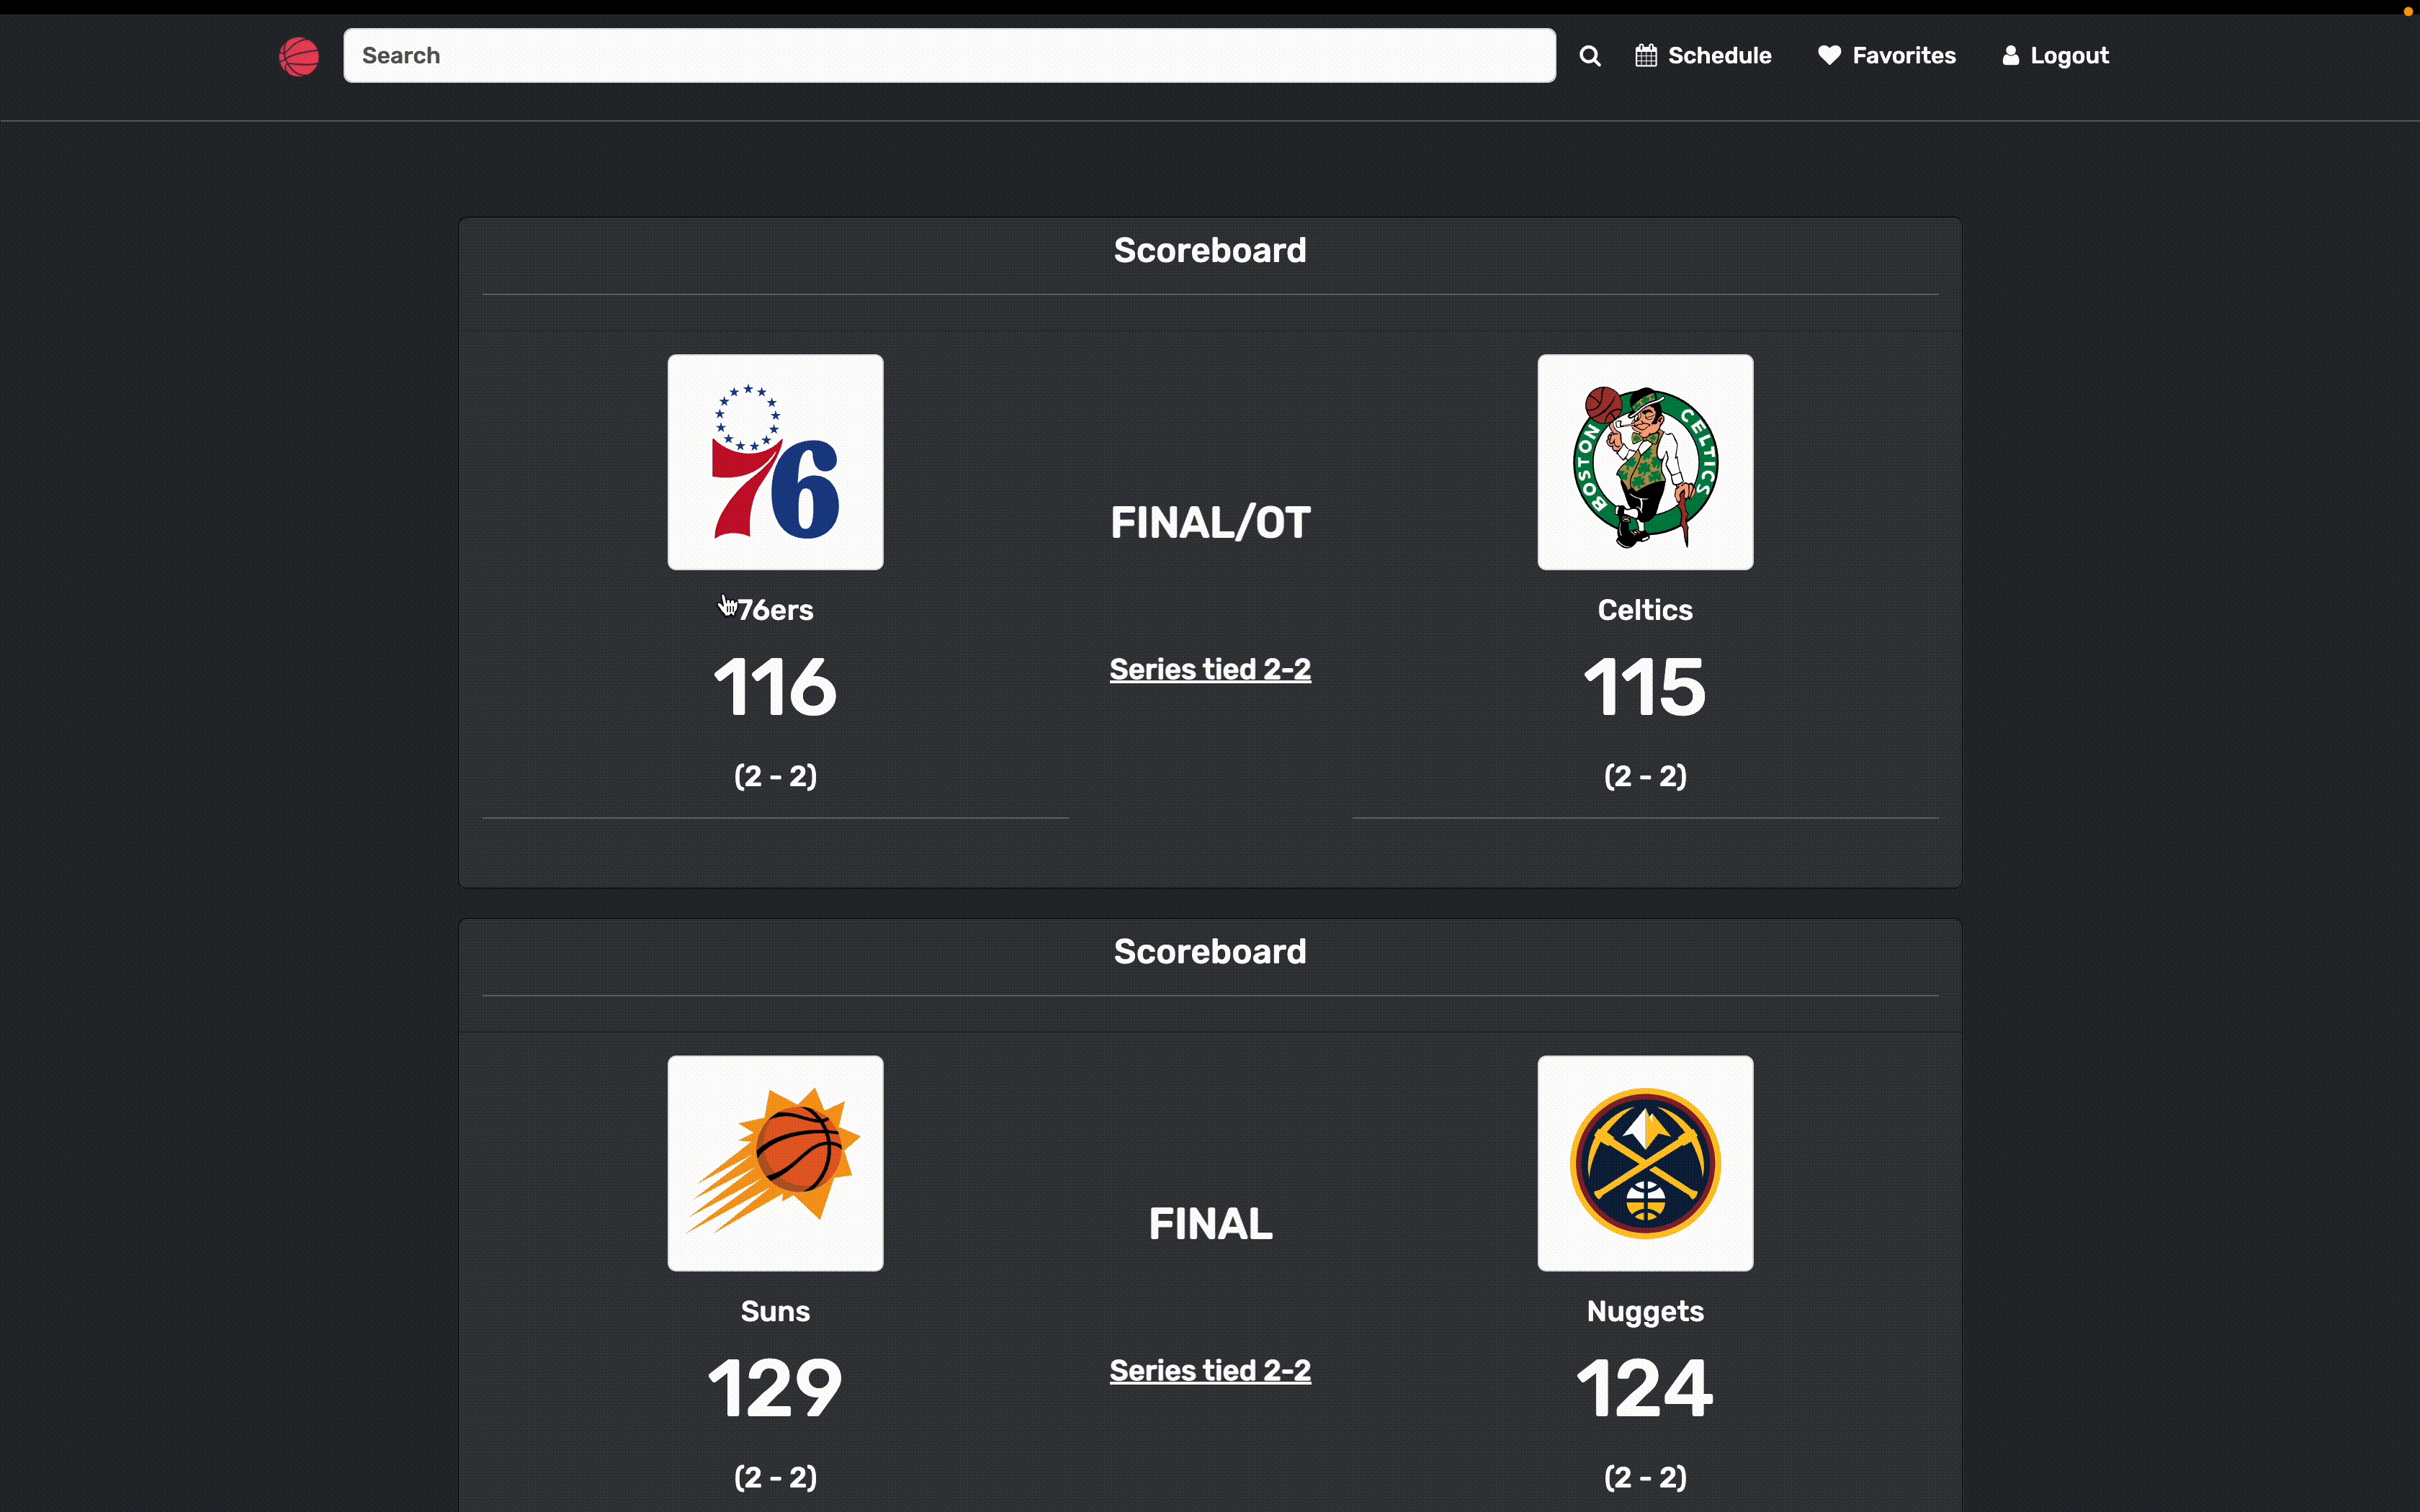 Search Schedule Favorites Logout
Scoreboard
76
BOSTON CELTICS
FINAL/OT
76ers
Celtics
116
Series tied 2-2
115
(2 - 2)
(2 - 2)
Scoreboard
FINAL
Suns
Nuggets
129
Series tied 2-2
124
(2 - 2)
(2 - 2)